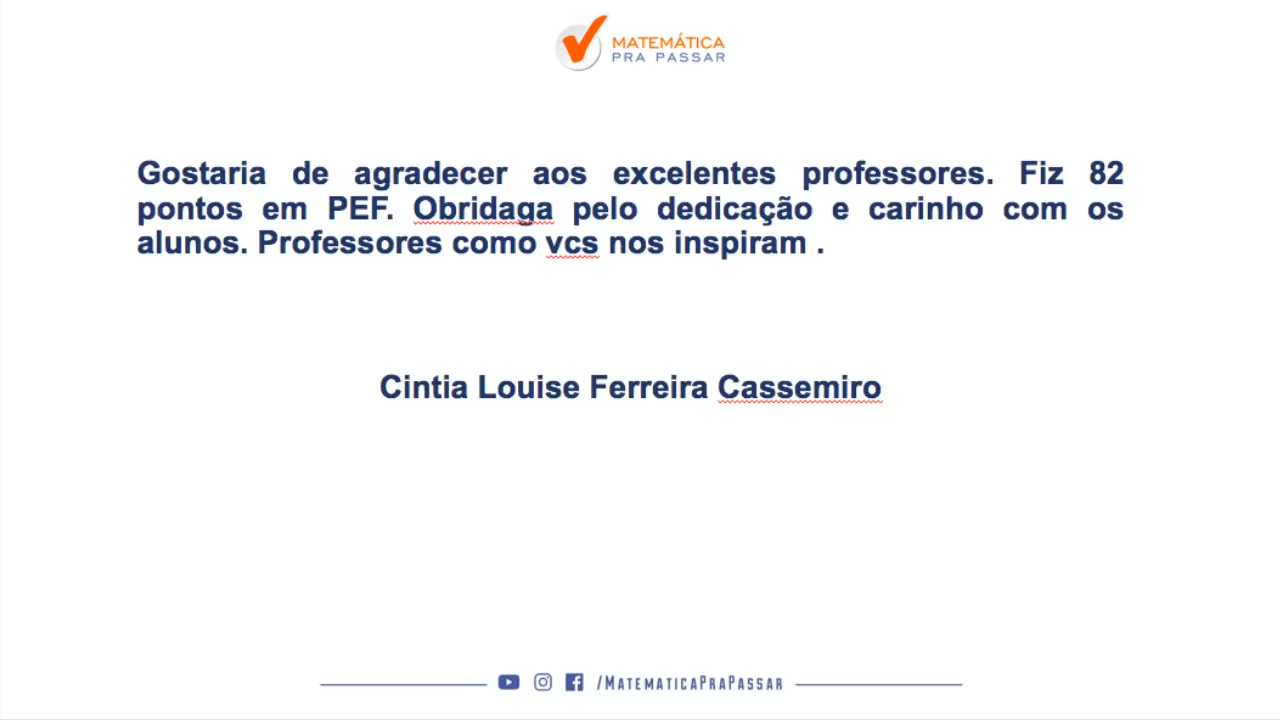 MATEMÁTICA
PRA PASSAR
Gostaria de agradecer aos excelentes professores. Fiz 82
pontos em PEF. Obridaga pelo dedicação e carinho com os
alunos. Professores como vcs nos inspiram .
Cintia Louise Ferreira Cassemiro
/MATEMATICAPRAPASSAR